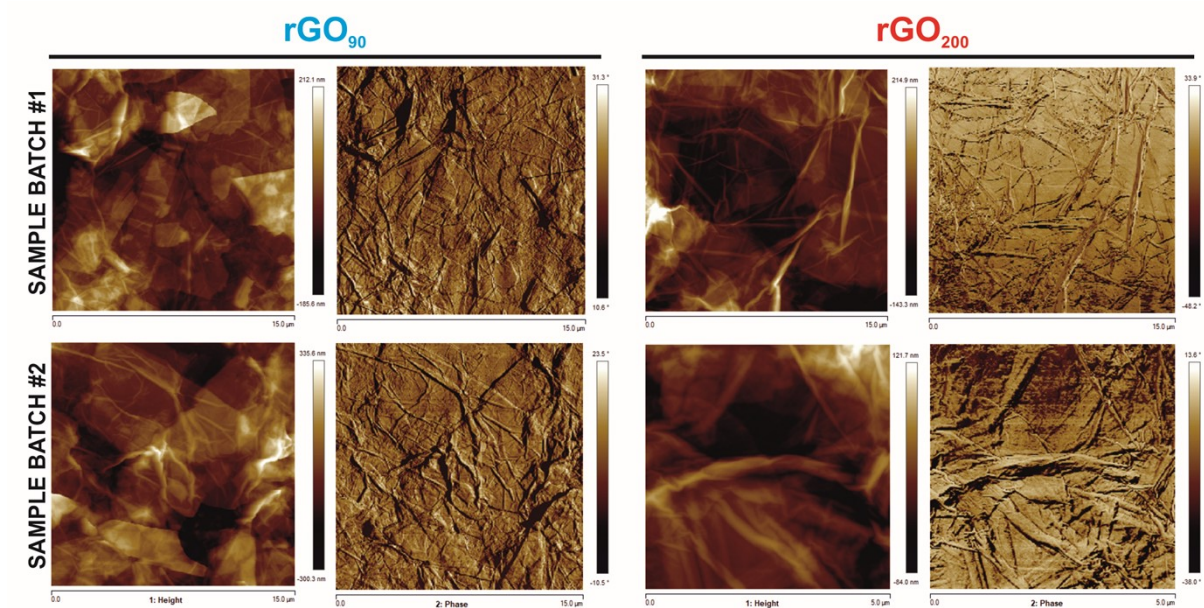 rGO90
rGO200
SAMPLE BATCH #1
212.1 nm
-185.6 nm
0.0
15.0 µm
31.3 °
10.6 °
0.0
15.0 µm
214.9 nm
-143.3 nm
0.0
15.0 µm
33.9 °
-48.2 °
0.0
15.0 µm
SAMPLE BATCH #2
335.6 nm
-300.3 nm
0.0
1: Height
15.0 µm
23.5 °
-10.5 °
0.0
2: Phase
15.0 µm
121.7 nm
-84.0 nm
0.0
1: Height
5.0 µm
13.6 °
-38.0 °
0.0
2: Phase
5.0 µm